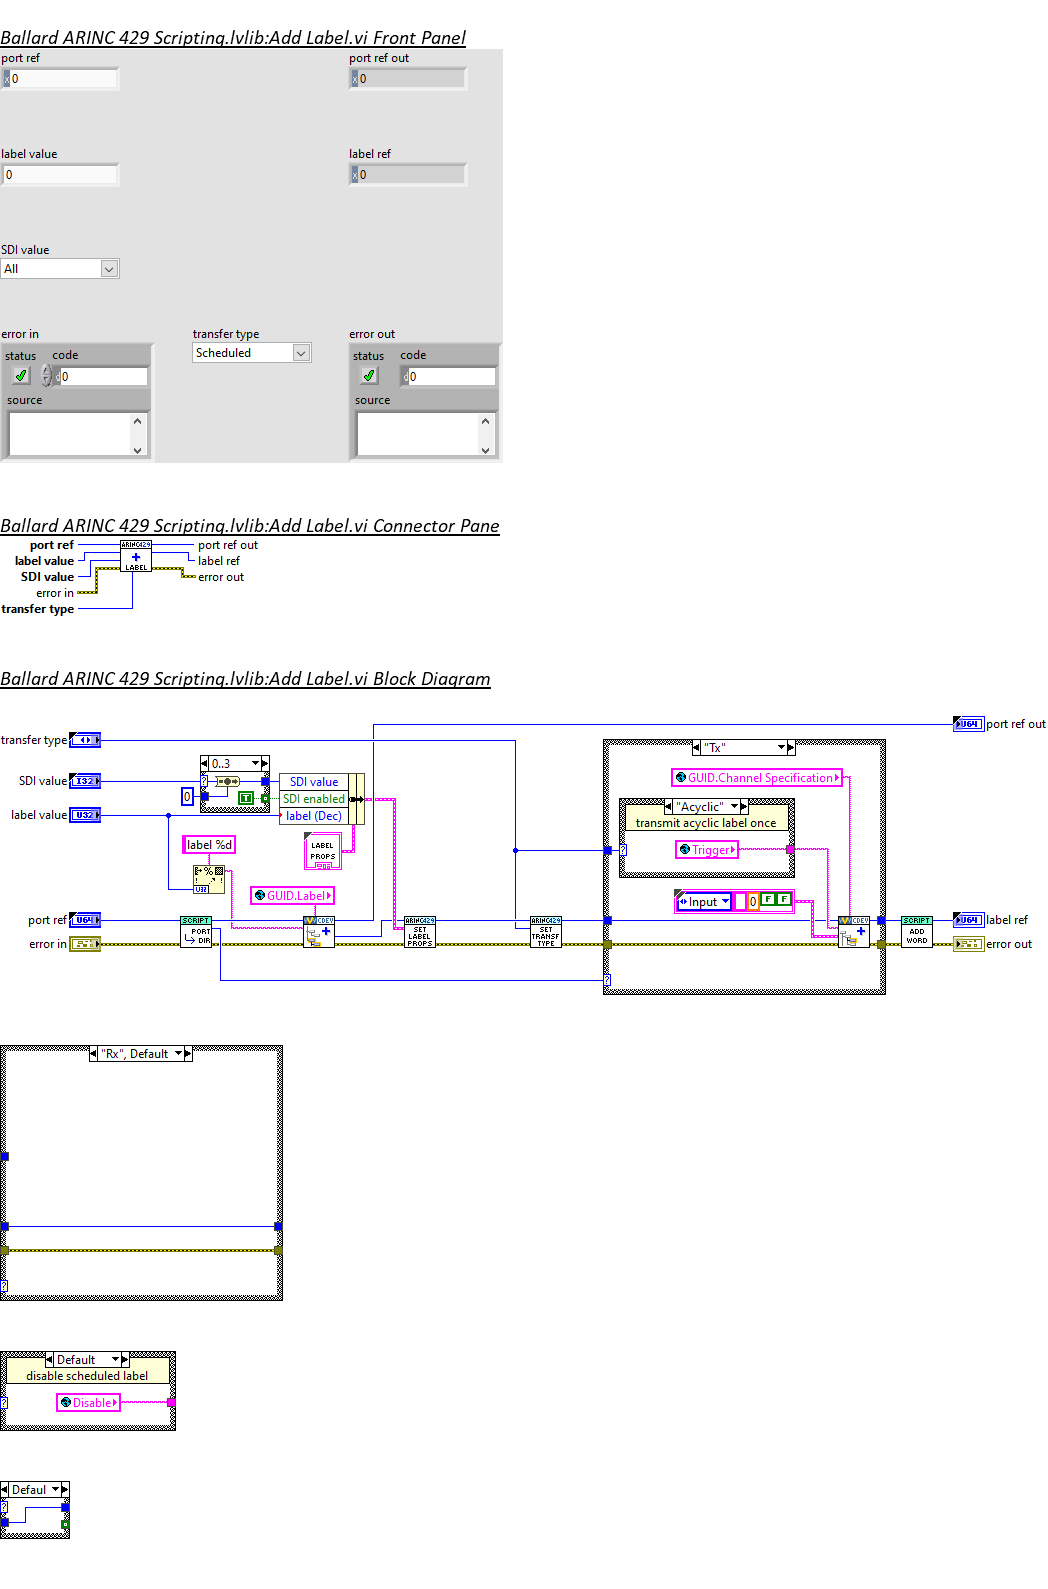 Ballard ARINC 429 Scripting.lvlib:Add Label.vi Front Panel
port ref
port ref out
x 0
x 0
label value
label ref
0
x 0
SDI value
All
error in
transfer type
error out
status code
Scheduled
status code
d 0
d 0
source
source
Ballard ARINC 429 Scripting.lvlib:Add Label.vi Connector Pane
port ref
ARINC429
port ref out
label value
label ref
SDI value
LABEL
error out
error in
transfer type
Ballard ARINC 429 Scripting.lvlib:Add Label.vi Block Diagram
U64
port ref out
transfer type
"Tx"
SDI value
I32
0..3
SDI value
GUID.Channel Specification
0
T
SDI enabled
label value
U32
label (Dec)
"Acyclic"
transmit acyclic label once
label %d
LABEL
PROPS
Trigger
U32
GUID.Label
Input
0
F
F
port ref
U64
SCRIPT
PORT
DIR
CDEV
ARINC429
SET
LABEL
PROPS
ARINC429
SET
TRANSF
TYPE
CDEV
SCRIPT
ADD
WORD
U64
label ref
error in
error out
?
"Rx", Default
?
Default
disable scheduled label
?
Disable
Defaul
?